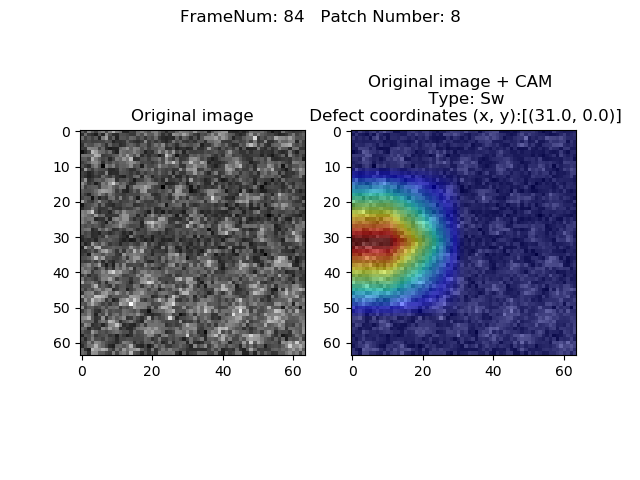 FrameNum: 84   Patch Number: 8
Original image
Original image + CAM
Type: Sw
Defect coordinates (x, y):[(31.0, 0.0)]
0
10
20
30
40
50
60
0 20 40 60
0
10
20
30
40
50
60
0 20 40 60